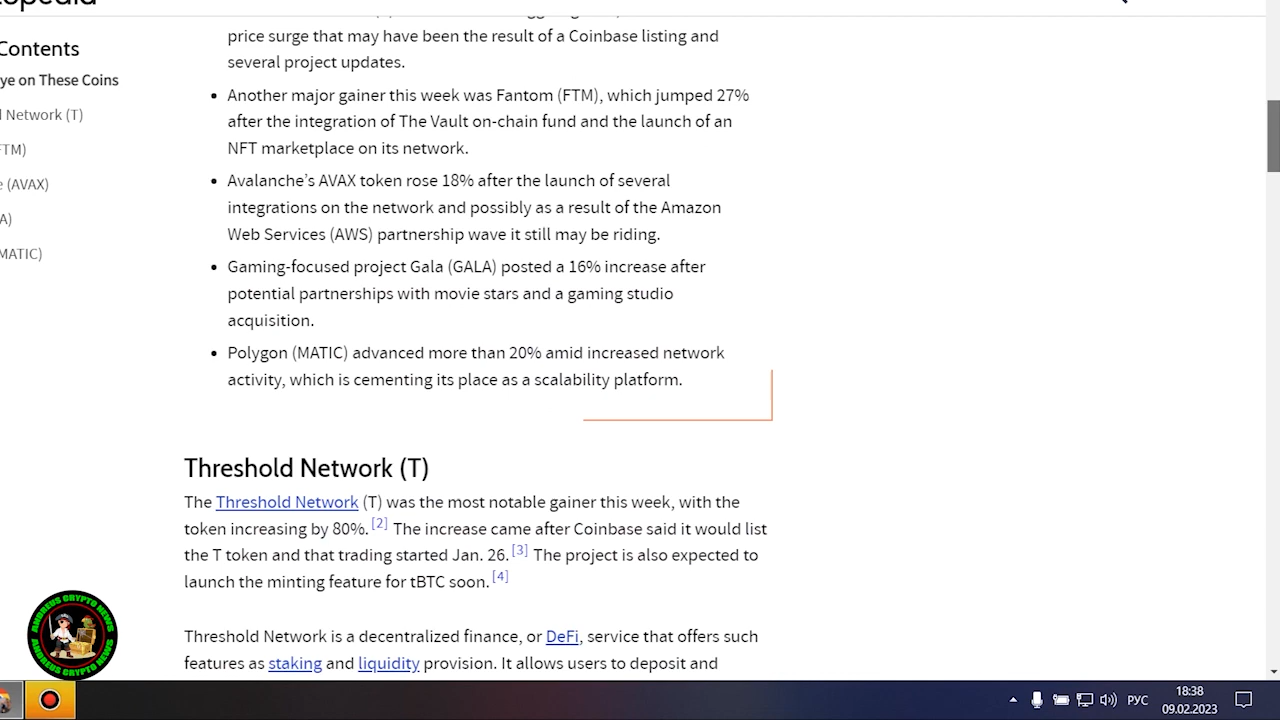 Contents
ye on These Coins
l Network (T)
FTM)
e (AVAX)
A)
MATIC)
price surge that may have been the result of a Coinbase listing and
several project updates.
• Another major gainer this week was Fantom (FTM), which jumped 27%
after the integration of The Vault on-chain fund and the launch of an
NFT marketplace on its network.
• Avalanche’s AVAX token rose 18% after the launch of several
integrations on the network and possibly as a result of the Amazon
Web Services (AWS) partnership wave it still may be riding.
• Gaming-focused project Gala (GALA) posted a 16% increase after
potential partnerships with movie stars and a gaming studio
acquisition.
• Polygon (MATIC) advanced more than 20% amid increased network
activity, which is cementing its place as a scalability platform.
Threshold Network (T)
The Threshold Network (T) was the most notable gainer this week, with the
token increasing by 80%. [2] The increase came after Coinbase said it would list
the T token and that trading started Jan. 26. [3] The project is also expected to
launch the minting feature for tBTC soon. [4]
Threshold Network is a decentralized finance, or DeFi, service that offers such
features as staking and liquidity provision. It allows users to deposit and
ANDREUS CRYPTO NEWS
ANDREUS CRYPTO NEWS
РУС
18:38
09.02.2023